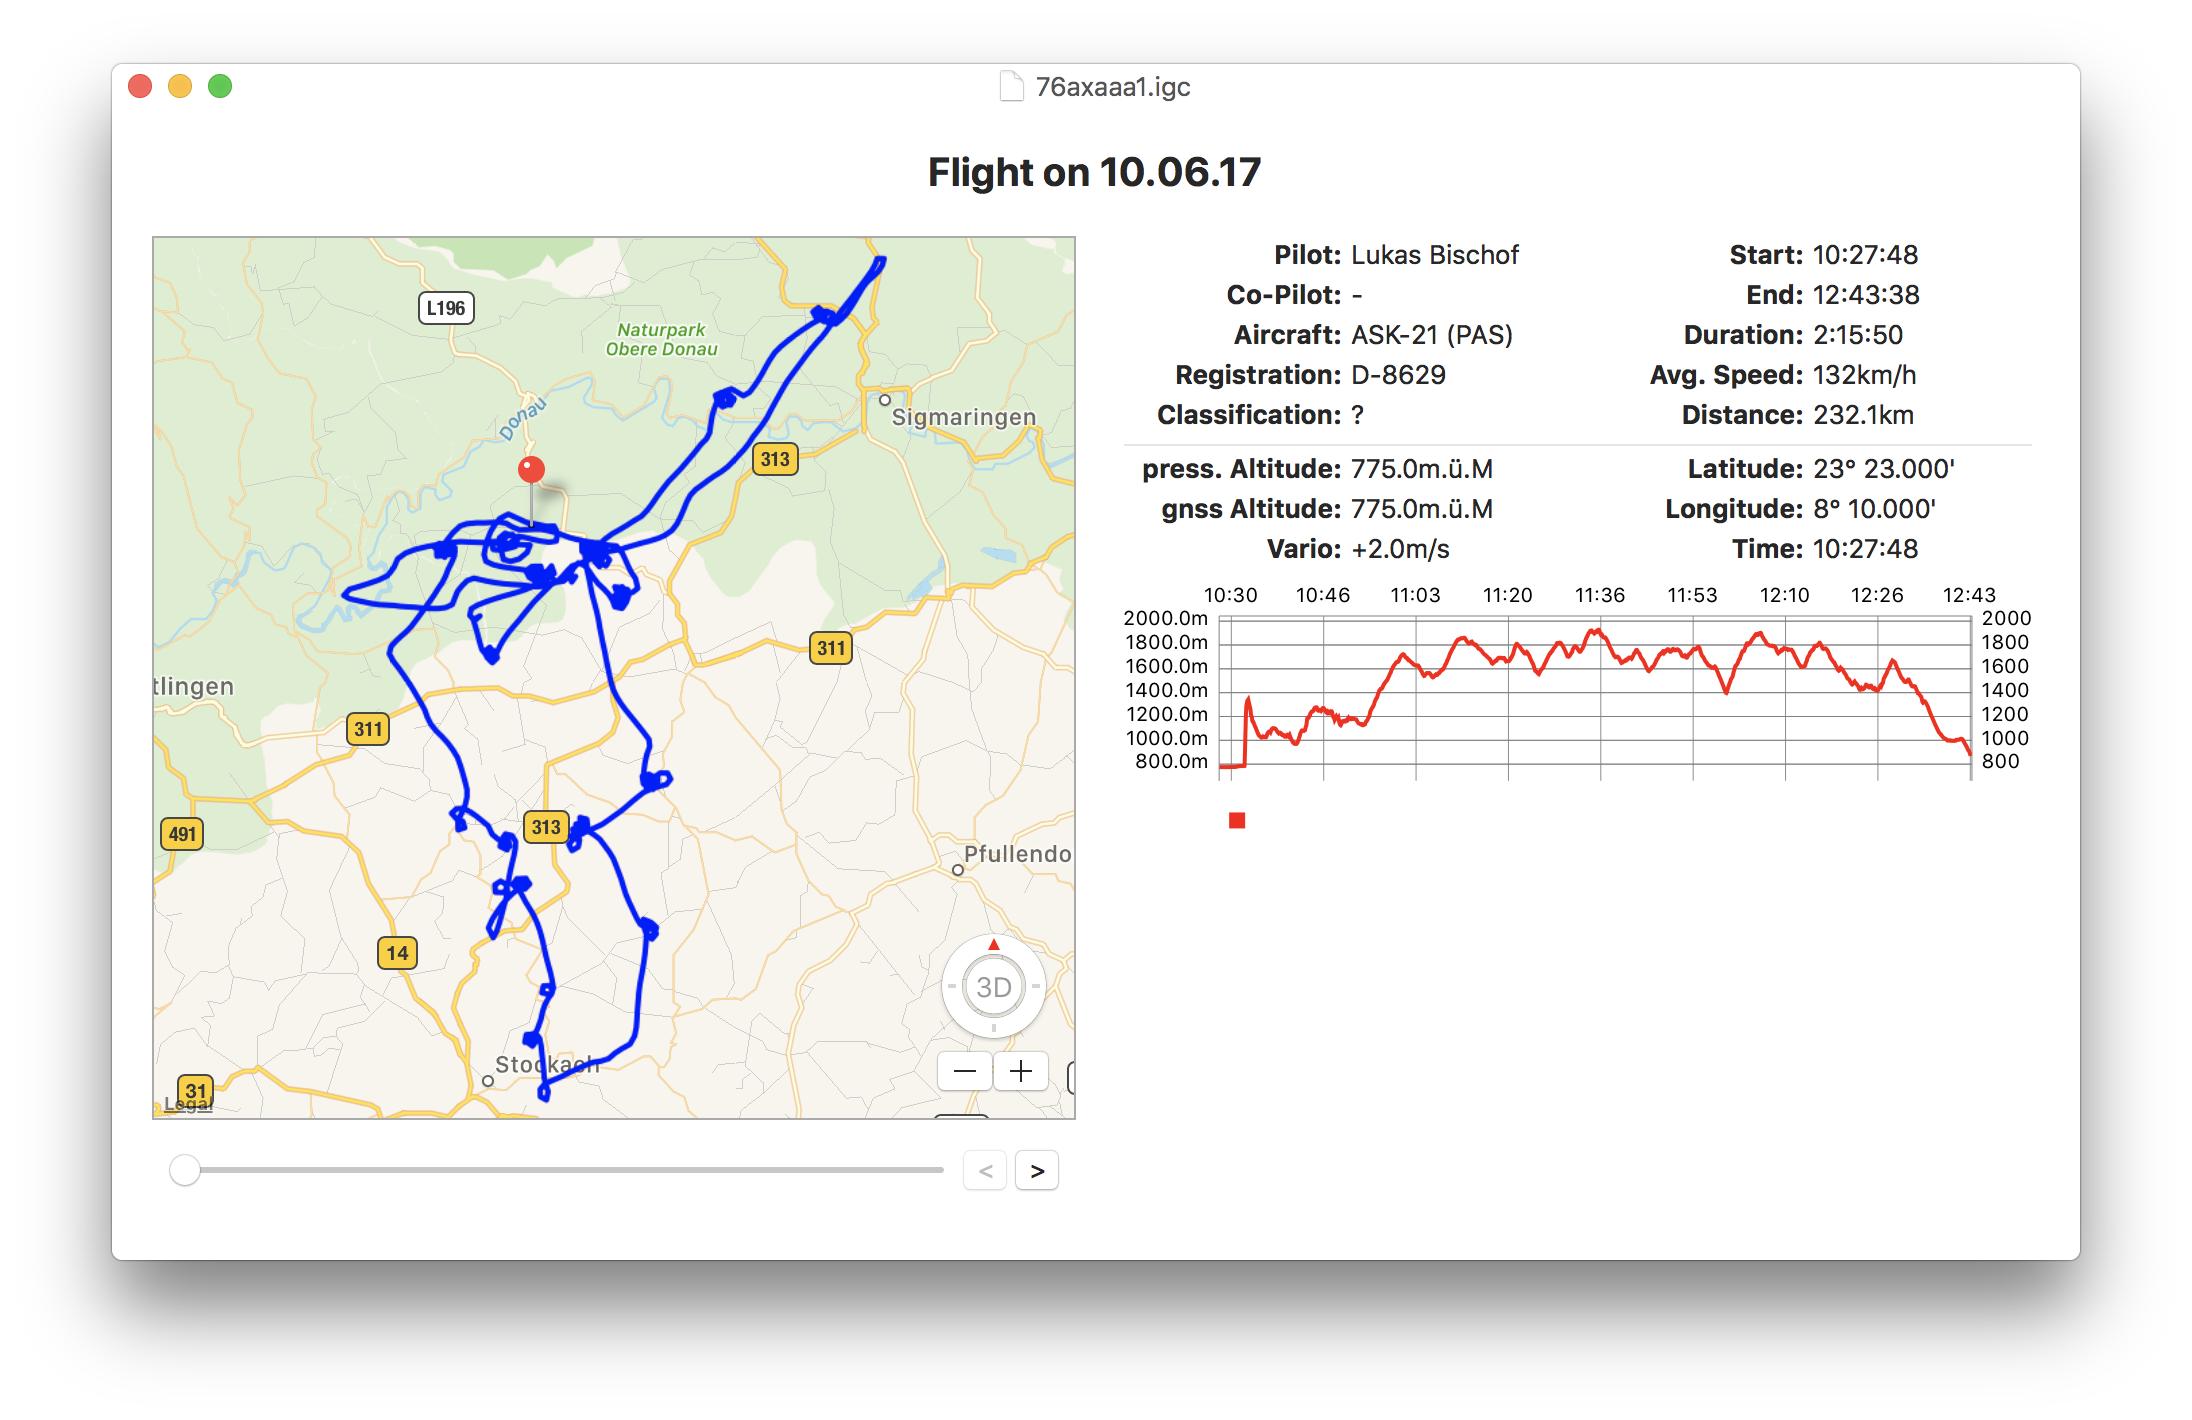 76axaaa1.igc
Flight on 10.06.17
L196
Naturpark
Obere Donau
Donau
Sigmaringen
313
311
tlingen
311
313
491
Pfullendo
14
3D
Stockach
31
Legal
− +
< >
Pilot: Lukas Bischof
Co-Pilot: -
Aircraft: ASK-21 (PAS)
Registration: D-8629
Classification: ?
Start: 10:27:48
End: 12:43:38
Duration: 2:15:50
Avg. Speed: 132km/h
Distance: 232.1km
press. Altitude: 775.0m.ü.M
gnss Altitude: 775.0m.ü.M
Vario: +2.0m/s
Latitude: 23° 23.000'
Longitude: 8° 10.000'
Time: 10:27:48
10:30 10:46 11:03 11:20 11:36 11:53 12:10 12:26 12:43
2000.0m 2000
1800.0m 1800
1600.0m 1600
1400.0m 1400
1200.0m 1200
1000.0m 1000
800.0m 800